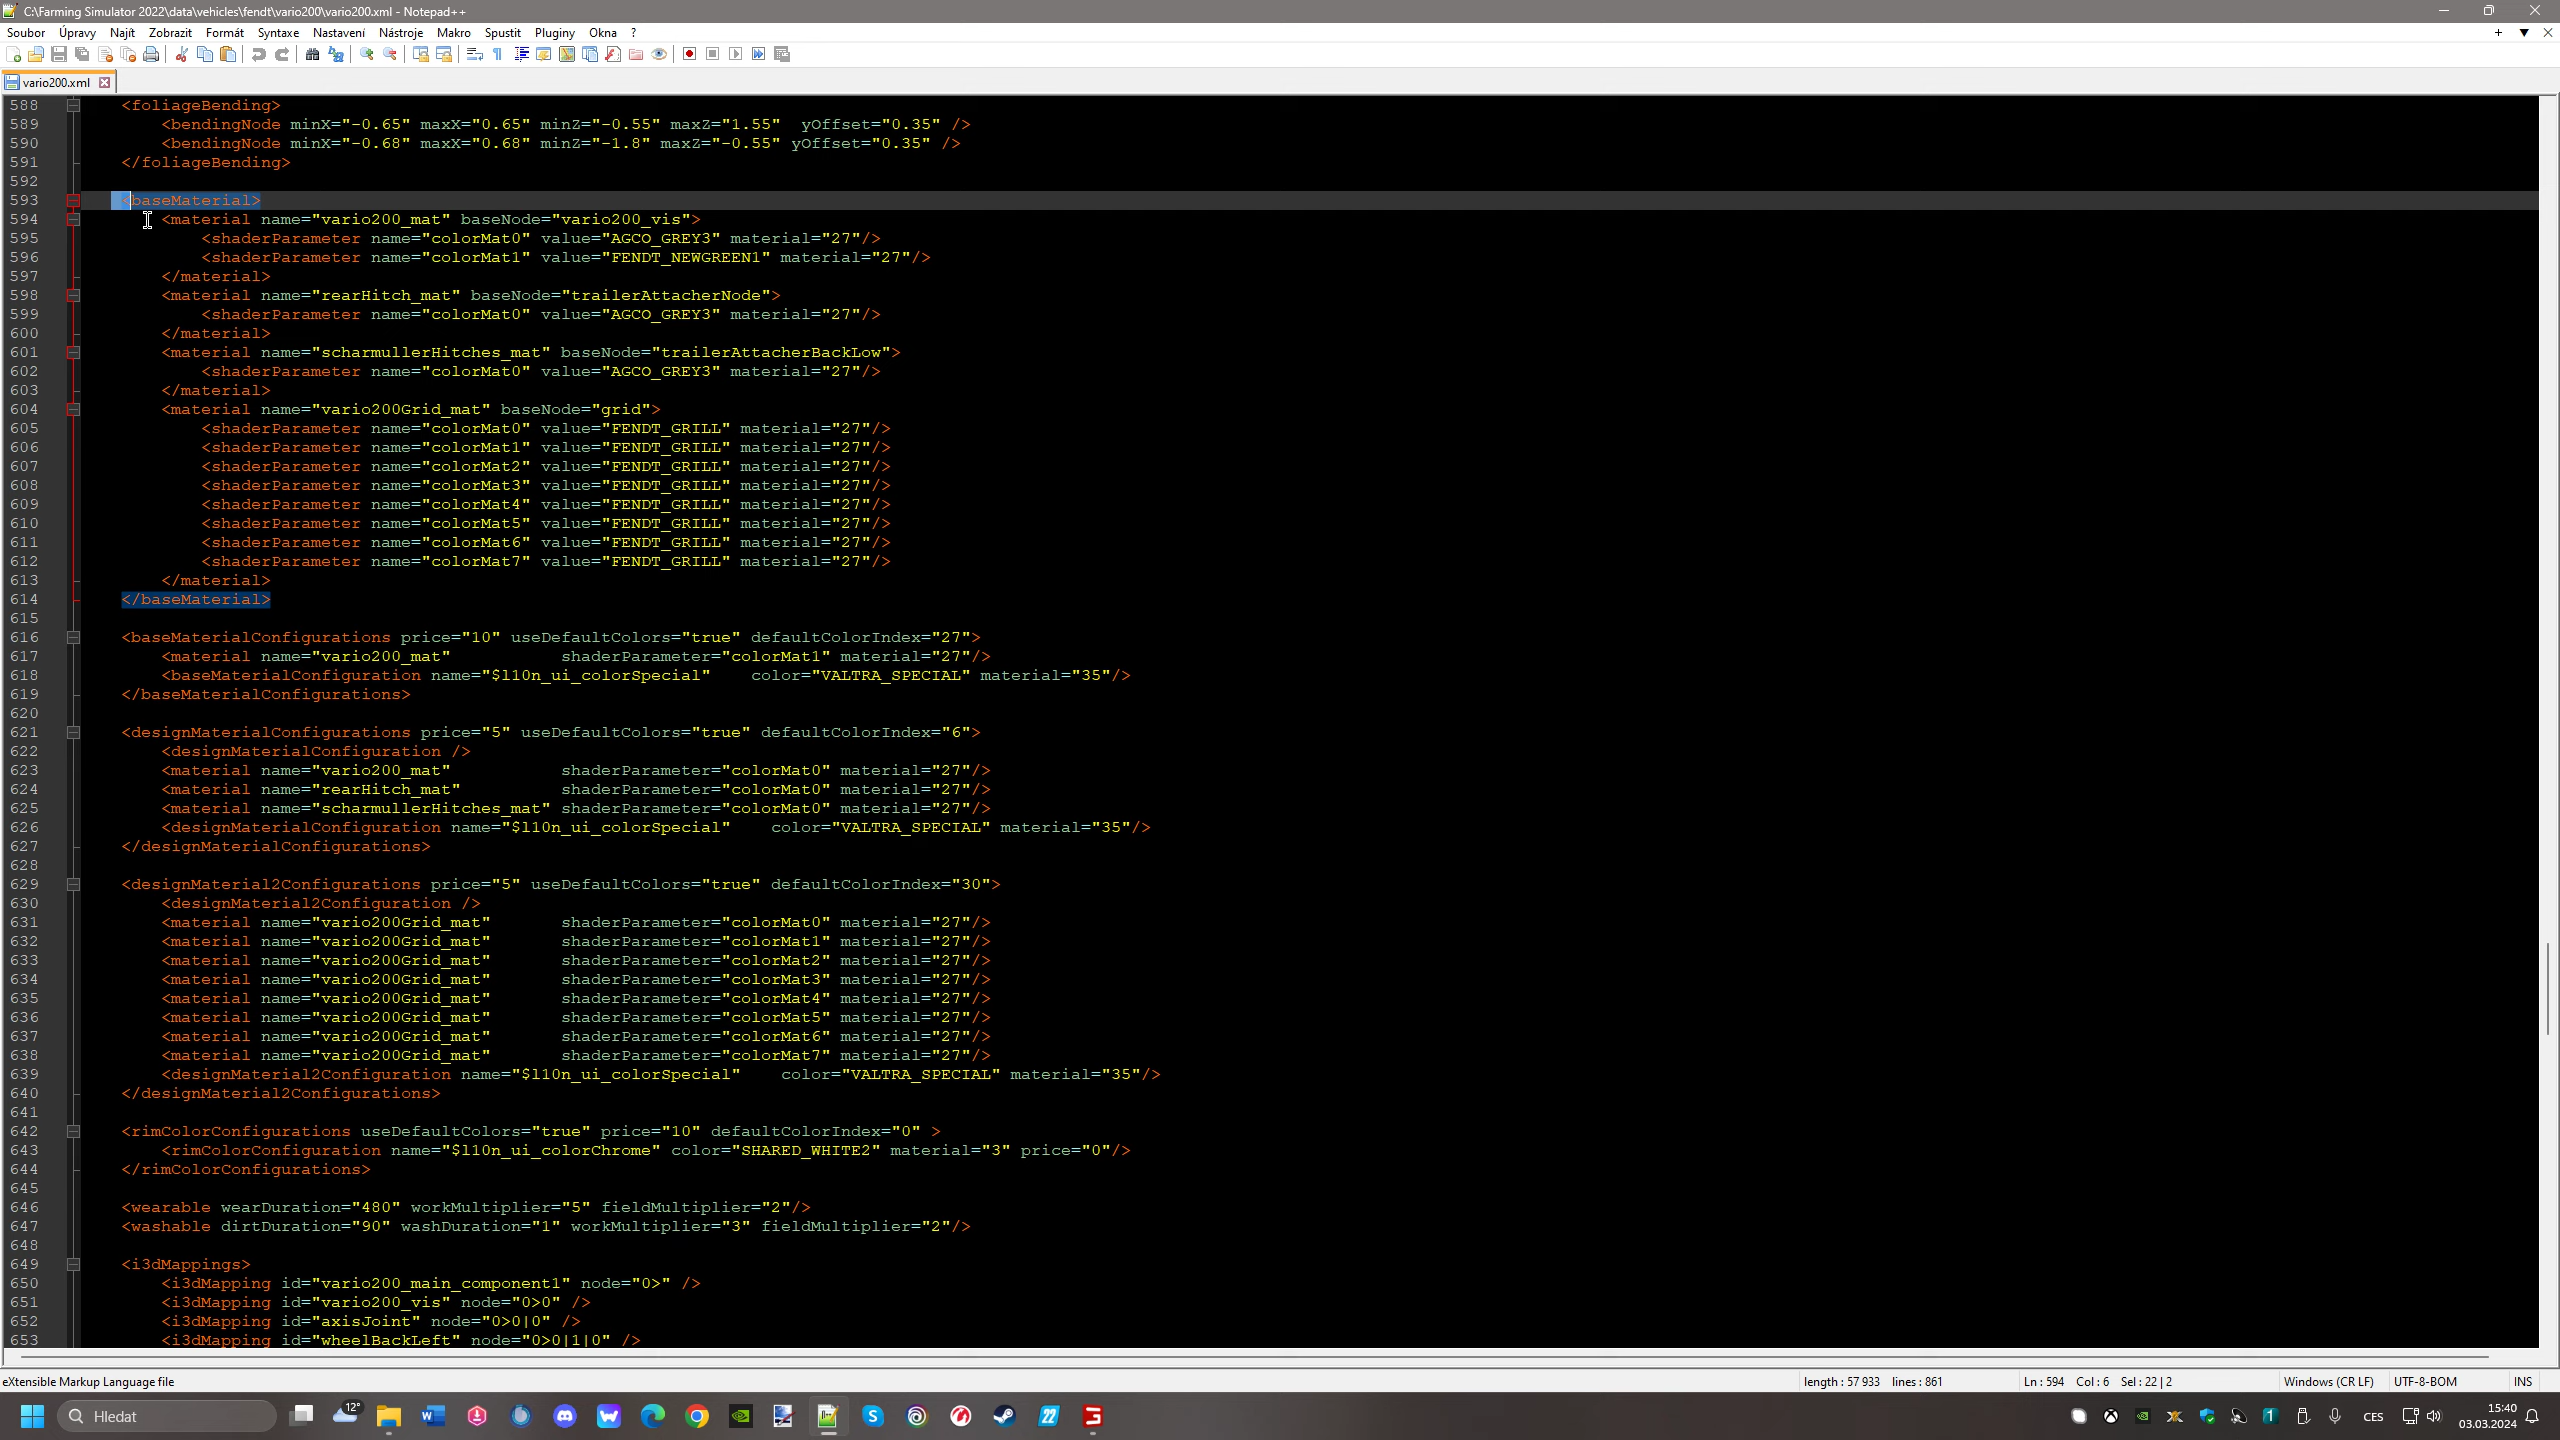 C:\Farming Simulator 2022\data\vehicles\fendt\vario200\vario200.xml - Notepad++
Soubor Úpravy Najít Zobrazit Formát Syntaxe Nastavení Nástroje Makro Spustit Pluginy Okna ?
vario200.xml
588 <foliageBending>
589 <bendingNode minX="-0.65" maxX="0.65" minZ="-0.55" maxZ="1.55" yOffset="0.35" />
590 <bendingNode minX="-0.68" maxX="0.68" minZ="-1.8" maxZ="-0.55" yOffset="0.35" />
591 </foliageBending>
592
593 <baseMaterial>
594 <material name="vario200_mat" baseNode="vario200_vis">
595 <shaderParameter name="colorMat0" value="AGCO_GREY3" material="27"/>
596 <shaderParameter name="colorMat1" value="FENDT_NEWGREEN1" material="27"/>
597 </material>
598 <material name="rearHitch_mat" baseNode="trailerAttacherNode">
599 <shaderParameter name="colorMat0" value="AGCO_GREY3" material="27"/>
600 </material>
601 <material name="scharmullerHitches_mat" baseNode="trailerAttacherBackLow">
602 <shaderParameter name="colorMat0" value="AGCO_GREY3" material="27"/>
603 </material>
604 <material name="vario200Grid_mat" baseNode="grid">
605 <shaderParameter name="colorMat0" value="FENDT_GRILL" material="27"/>
606 <shaderParameter name="colorMat1" value="FENDT_GRILL" material="27"/>
607 <shaderParameter name="colorMat2" value="FENDT_GRILL" material="27"/>
608 <shaderParameter name="colorMat3" value="FENDT_GRILL" material="27"/>
609 <shaderParameter name="colorMat4" value="FENDT_GRILL" material="27"/>
610 <shaderParameter name="colorMat5" value="FENDT_GRILL" material="27"/>
611 <shaderParameter name="colorMat6" value="FENDT_GRILL" material="27"/>
612 <shaderParameter name="colorMat7" value="FENDT_GRILL" material="27"/>
613 </material>
614 </baseMaterial>
615
616 <baseMaterialConfigurations price="10" useDefaultColors="true" defaultColorIndex="27">
617 <material name="vario200_mat" shaderParameter="colorMat1" material="27"/>
618 <baseMaterialConfiguration name="$l10n_ui_colorSpecial" color="VALTRA_SPECIAL" material="35"/>
619 </baseMaterialConfigurations>
620
621 <designMaterialConfigurations price="5" useDefaultColors="true" defaultColorIndex="6">
622 <designMaterialConfiguration />
623 <material name="vario200_mat" shaderParameter="colorMat0" material="27"/>
624 <material name="rearHitch_mat" shaderParameter="colorMat0" material="27"/>
625 <material name="scharmullerHitches_mat" shaderParameter="colorMat0" material="27"/>
626 <designMaterialConfiguration name="$l10n_ui_colorSpecial" color="VALTRA_SPECIAL" material="35"/>
627 </designMaterialConfigurations>
628
629 <designMaterial2Configurations price="5" useDefaultColors="true" defaultColorIndex="30">
630 <designMaterial2Configuration />
631 <material name="vario200Grid_mat" shaderParameter="colorMat0" material="27"/>
632 <material name="vario200Grid_mat" shaderParameter="colorMat1" material="27"/>
633 <material name="vario200Grid_mat" shaderParameter="colorMat2" material="27"/>
634 <material name="vario200Grid_mat" shaderParameter="colorMat3" material="27"/>
635 <material name="vario200Grid_mat" shaderParameter="colorMat4" material="27"/>
636 <material name="vario200Grid_mat" shaderParameter="colorMat5" material="27"/>
637 <material name="vario200Grid_mat" shaderParameter="colorMat6" material="27"/>
638 <material name="vario200Grid_mat" shaderParameter="colorMat7" material="27"/>
639 <designMaterial2Configuration name="$l10n_ui_colorSpecial" color="VALTRA_SPECIAL" material="35"/>
640 </designMaterial2Configurations>
641
642 <rimColorConfigurations useDefaultColors="true" price="10" defaultColorIndex="0" >
643 <rimColorConfiguration name="$l10n_ui_colorChrome" color="SHARED_WHITE2" material="3" price="0"/>
644 </rimColorConfigurations>
645
646 <wearable wearDuration="480" workMultiplier="5" fieldMultiplier="2"/>
647 <washable dirtDuration="90" washDuration="1" workMultiplier="3" fieldMultiplier="2"/>
648
649 <i3dMappings>
650 <i3dMapping id="vario200_main_component1" node="0>" />
651 <i3dMapping id="vario200_vis" node="0>0" />
652 <i3dMapping id="axisJoint" node="0>0|0" />
653 <i3dMapping id="wheelBackLeft" node="0>0|1|0" />
eXtensible Markup Language file length : 57 933 lines : 861 Ln : 594 Col : 6 Sel : 22 | 2 Windows (CR LF) UTF-8-BOM INS
Hledat 12° 22 CES 15:40
03.03.2024